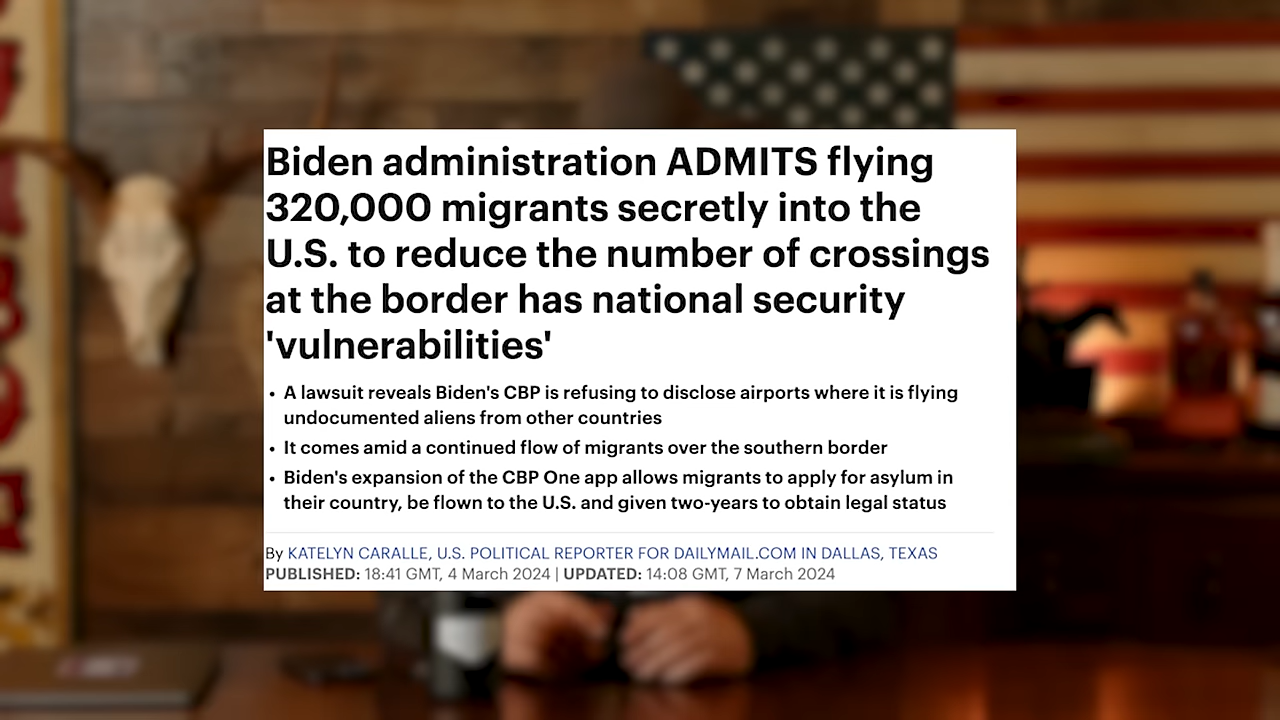 Biden administration ADMITS flying
320,000 migrants secretly into the
U.S. to reduce the number of crossings
at the border has national security
'vulnerabilities'
• A lawsuit reveals Biden's CBP is refusing to disclose airports where it is flying
undocumented aliens from other countries
• It comes amid a continued flow of migrants over the southern border
• Biden's expansion of the CBP One app allows migrants to apply for asylum in
their country, be flown to the U.S. and given two-years to obtain legal status
By KATELYN CARALLE, U.S. POLITICAL REPORTER FOR DAILYMAIL.COM IN DALLAS, TEXAS
PUBLISHED: 18:41 GMT, 4 March 2024 | UPDATED: 14:08 GMT, 7 March 2024